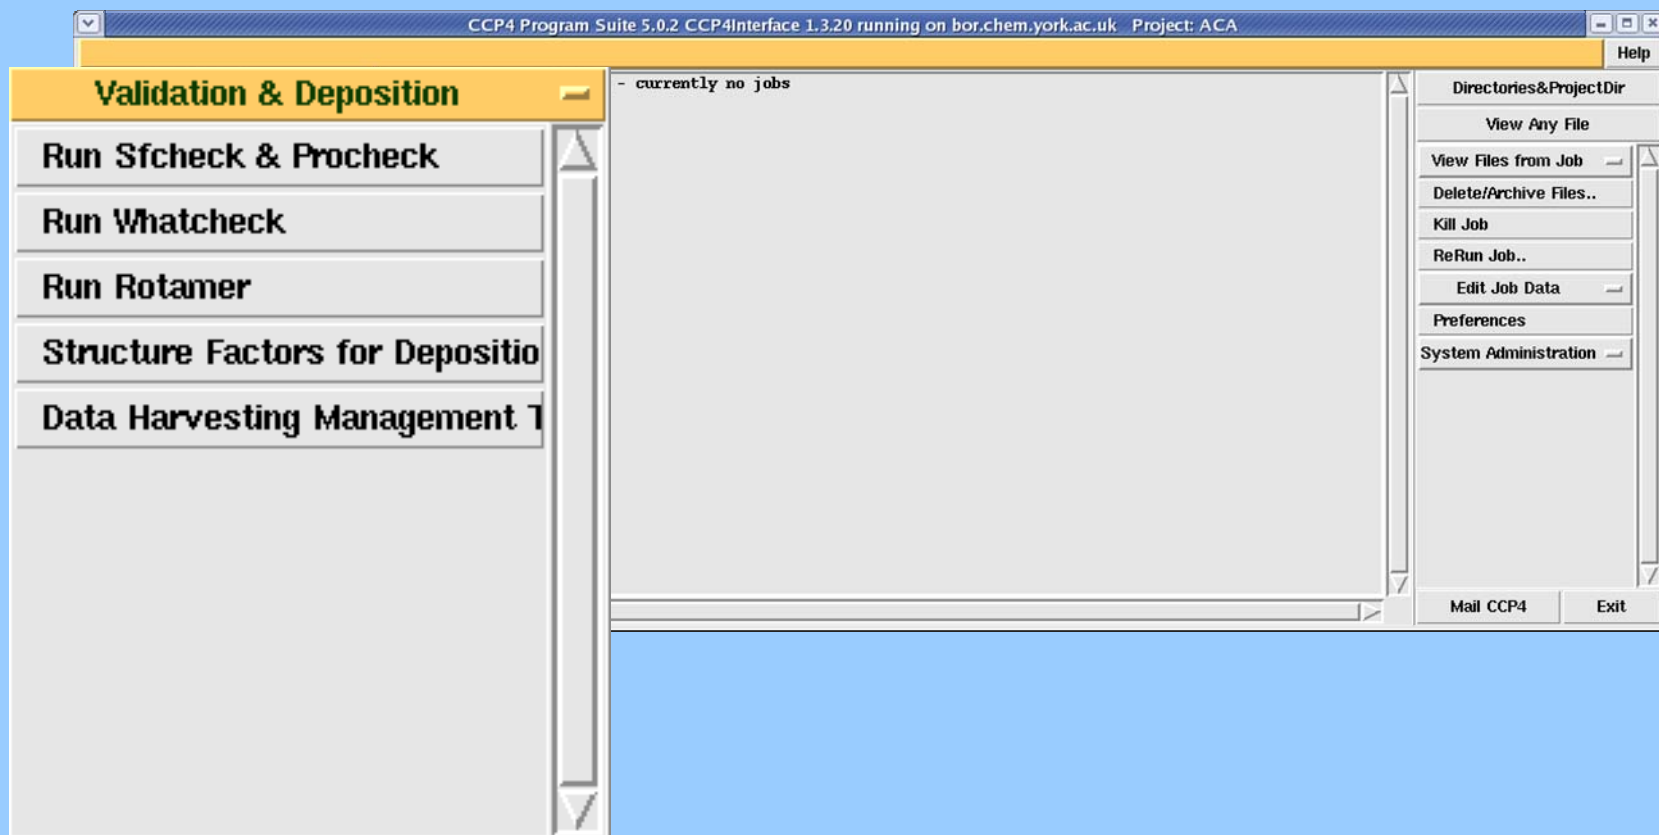 CCP4 Program Suite 5.0.2 CCP4Interface 1.3.20 running on bor.chem.york.ac.uk Project: ACA
Help
Validation & Deposition
Run Sfcheck & Procheck
Run Whatcheck
Run Rotamer
Structure Factors for Depositio
Data Harvesting Management T
- currently no jobs
Directories&ProjectDir
View Any File
View Files from Job
Delete/Archive Files..
Kill Job
ReRun Job..
Edit Job Data
Preferences
System Administration
Mail CCP4 Exit